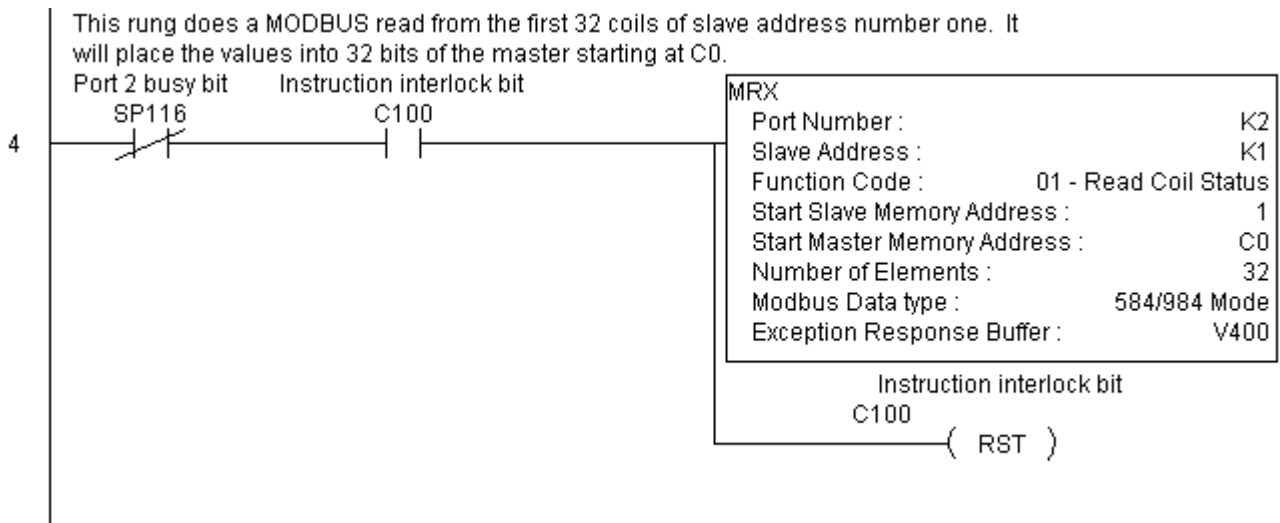 This rung does a MODBUS read from the first 32 coils of slave address number one. It
will place the values into 32 bits of the master starting at C0.
Port 2 busy bit Instruction interlock bit
SP116 C100
4
MRX
Port Number : K2
Slave Address : K1
Function Code : 01 - Read Coil Status
Start Slave Memory Address : 1
Start Master Memory Address : C0
Number of Elements : 32
Modbus Data type : 584/984 Mode
Exception Response Buffer : V400
Instruction interlock bit
C100
( RST )